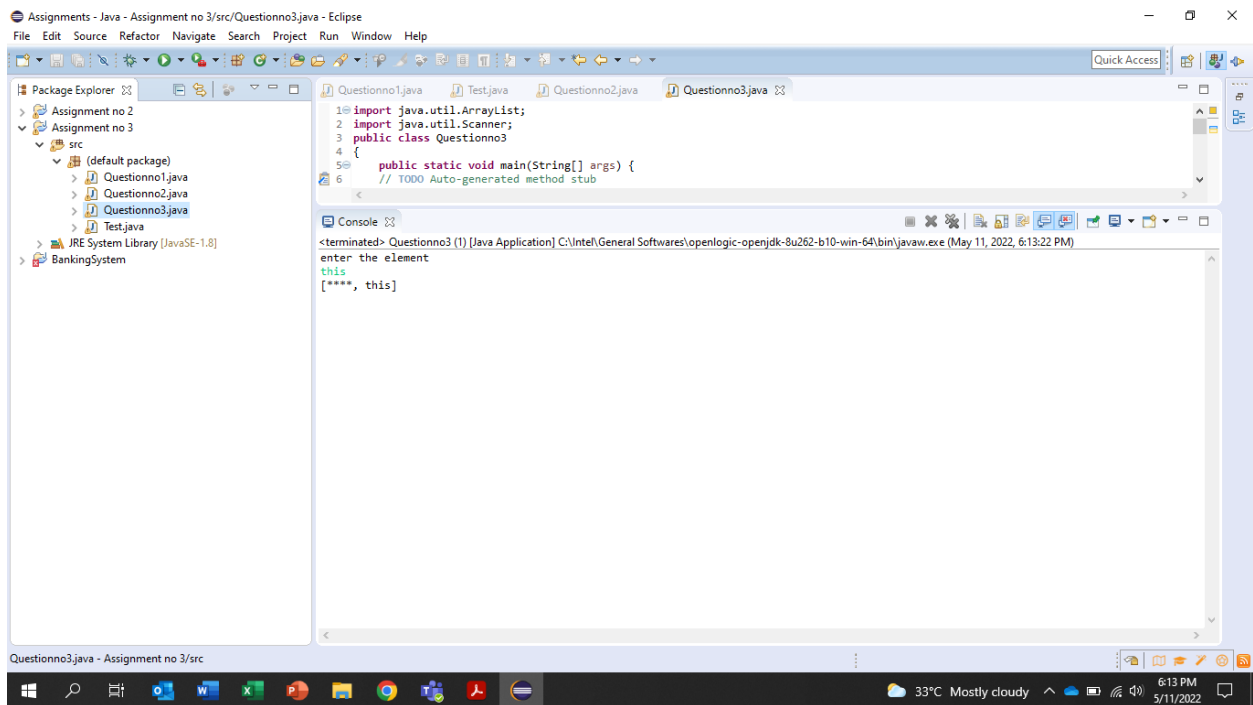 Assignments - Java - Assignment no 3/src/Questionno3.java - Eclipse
File Edit Source Refactor Navigate Search Project Run Window Help
Quick Access
Package Explorer
Assignment no 2
Assignment no 3
src
(default package)
Questionno1.java
Questionno2.java
Questionno3.java
Test.java
JRE System Library [JavaSE-1.8]
BankingSystem
Questionno1.java Test.java Questionno2.java Questionno3.java
1 import java.util.ArrayList;
2 import java.util.Scanner;
3 public class Questionno3
4 {
5 public static void main(String[] args) {
6 // TODO Auto-generated method stub
Console
<terminated> Questionno3 (1) [Java Application] C:\Intel\General Softwares\openlogic-openjdk-8u262-b10-win-64\bin\javaw.exe (May 11, 2022, 6:13:22 PM)
enter the element
this
[****, this]
Questionno3.java - Assignment no 3/src
33°C Mostly cloudy
6:13 PM
5/11/2022